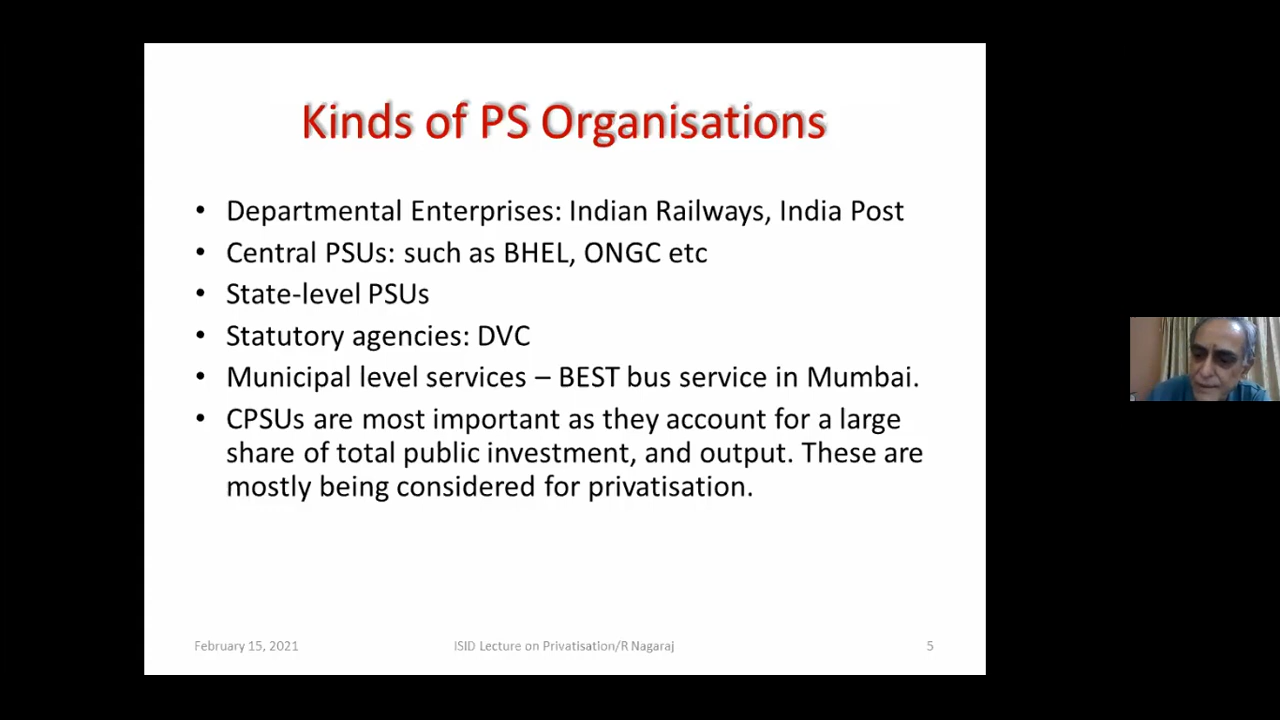 Kinds of PS Organisations
• Departmental Enterprises: Indian Railways, India Post
• Central PSUs: such as BHEL, ONGC etc
• State-level PSUs
• Statutory agencies: DVC
• Municipal level services – BEST bus service in Mumbai.
• CPSUs are most important as they account for a large
share of total public investment, and output. These are
mostly being considered for privatisation.
February 15, 2021
ISID Lecture on Privatisation/R Nagaraj
5